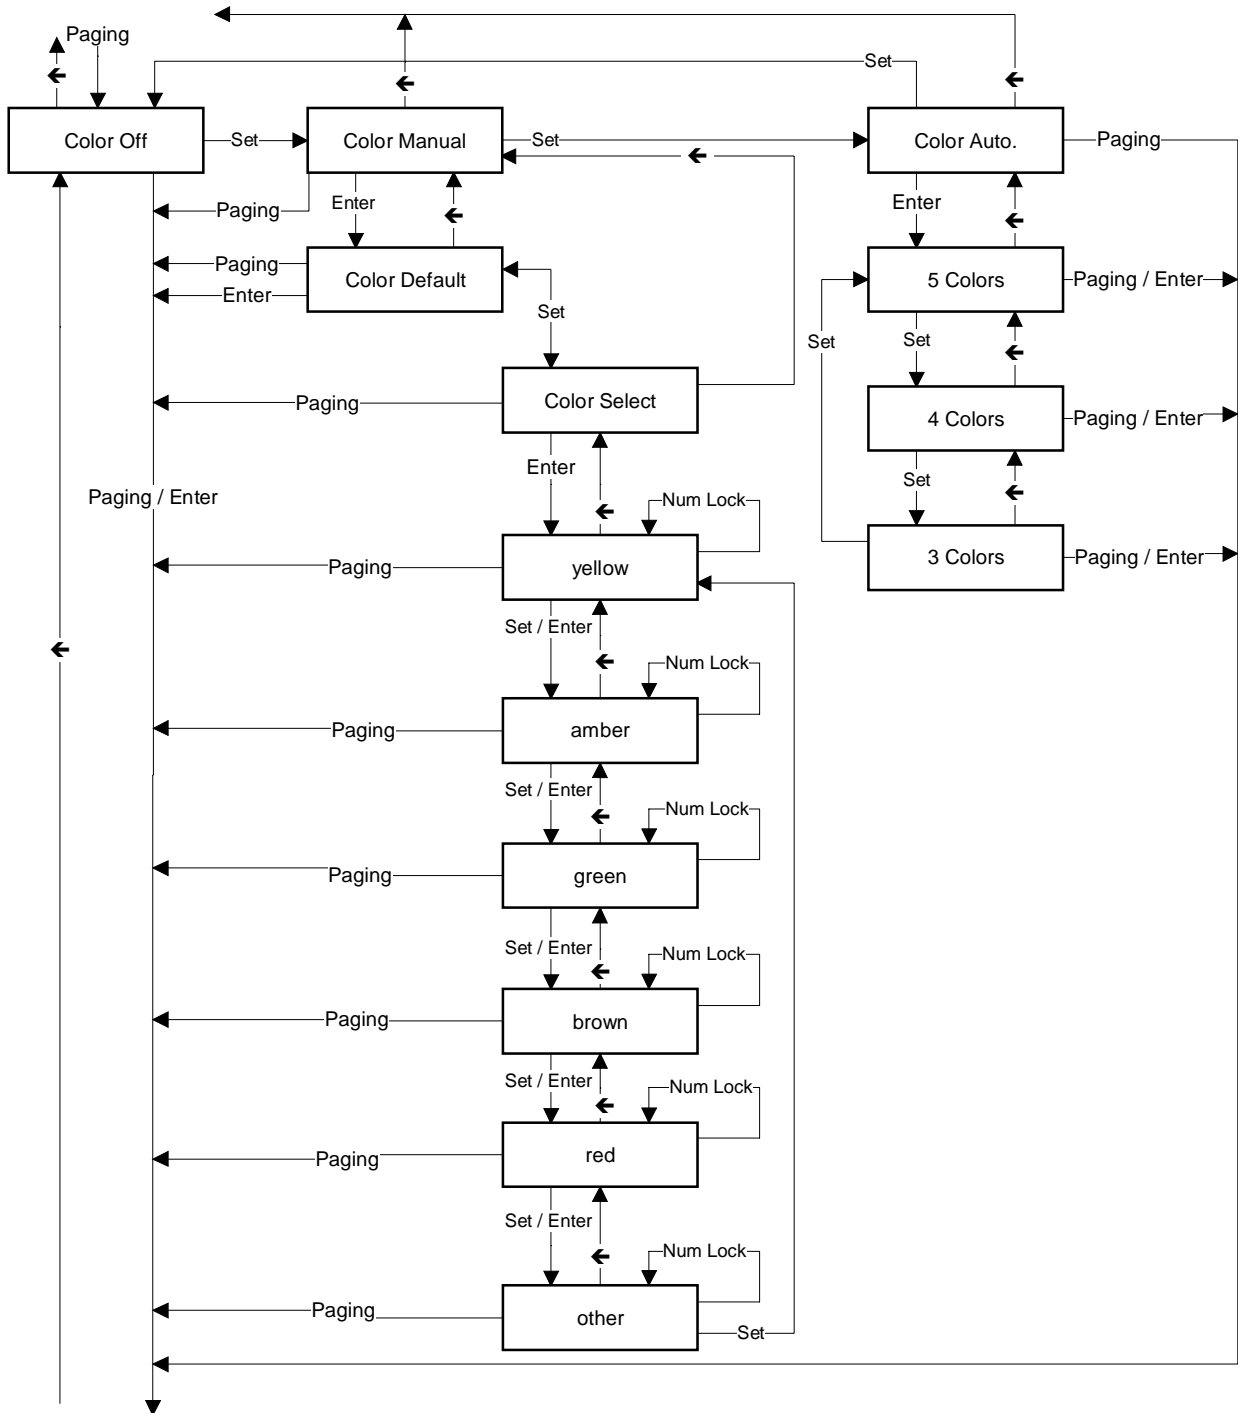 Paging
🡰
🡰
Set
Color Off
Set
Color Manual
Set
Color Auto.
Paging
🡰
Paging
Enter
🡰
Enter
🡰
Paging
Enter
Color Default
5 Colors
Paging / Enter
Set
Set
Set
🡰
Paging
Color Select
4 Colors
Paging / Enter
Enter
Set
🡰
Paging / Enter
Num Lock
🡰
Paging
yellow
3 Colors
Paging / Enter
Set / Enter
🡰
🡰
Num Lock
Paging
amber
Set / Enter
🡰
Num Lock
Paging
green
Set / Enter
🡰
Num Lock
Paging
brown
Set / Enter
🡰
Num Lock
Paging
red
Set / Enter
🡰
Num Lock
Paging
other
Set